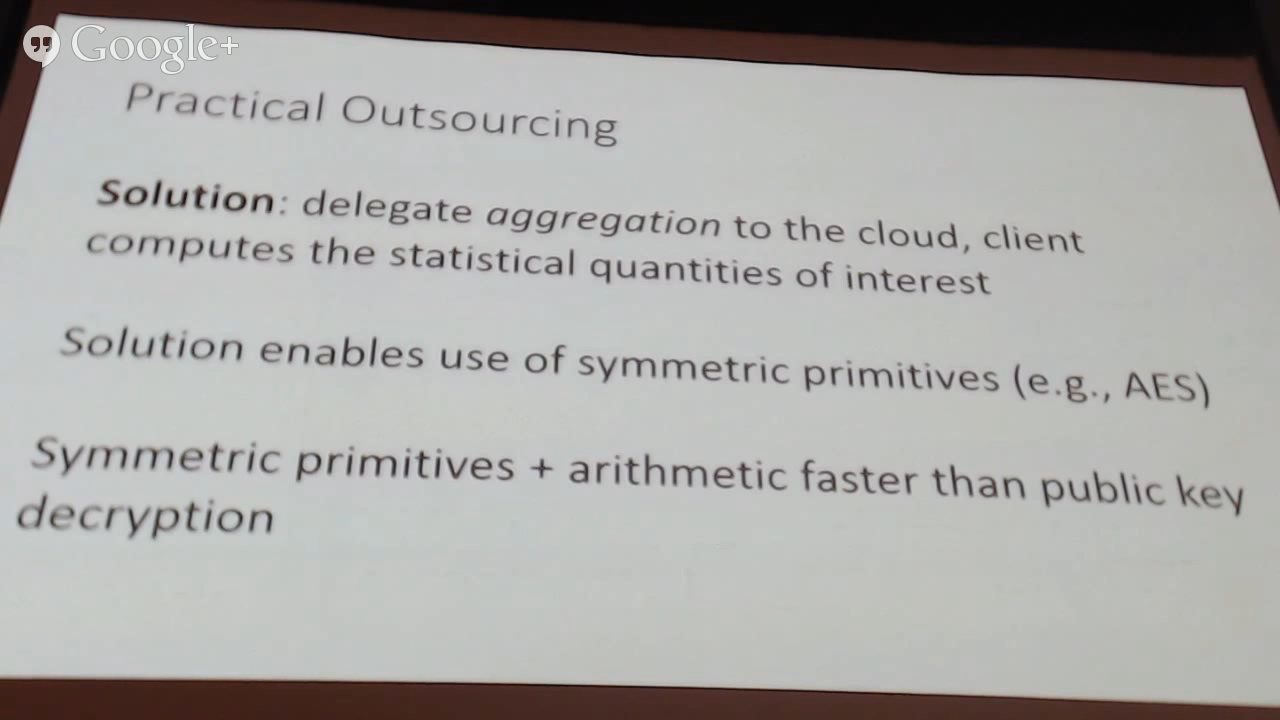 Google+
Practical Outsourcing
Solution: delegate aggregation to the cloud, client
computes the statistical quantities of interest
Solution enables use of symmetric primitives (e.g., AES)
Symmetric primitives + arithmetic faster than public key
decryption